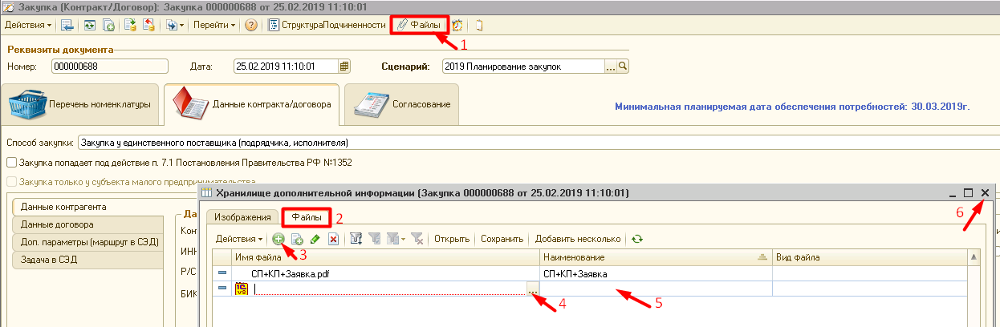 Закупка (Контракт/Договор): Закупка 000000688 от 25.02.2019 11:10:01
Действия Перейти СтруктураПодчиненности Файлы
1
Реквизиты документа
Номер: 000000688 Дата: 25.02.2019 11:10:01 Сценарий: 2019 Планирование закупок ...
Перечень номенклатуры Данные контракта/договора Согласование Минимальная планируемая дата обеспечения потребностей: 30.03.2019г.
Способ закупки: Закупка у единственного поставщика (подрядчика, исполнителя)
Закупка попадает под действие п. 7.1 Постановления Правительства РФ №1352
Закупка только у субъекта малого предпринимательства
Хранилище дополнительной информации (Закупка 000000688 от 25.02.2019 11:10:01)
6
Данные контрагента
Данные договора
Доп. параметры (маршрут в СЭД)
Задача в СЭД
Да
Кон
ИНН
Р/С
БИК
Изображения Файлы 2
Действия Открыть Сохранить Добавить несколько
3
Имя файла Наименование Вид файла
СП+КП+Заявка.pdf СП+КП+Заявка
1С V8 ...
4 5